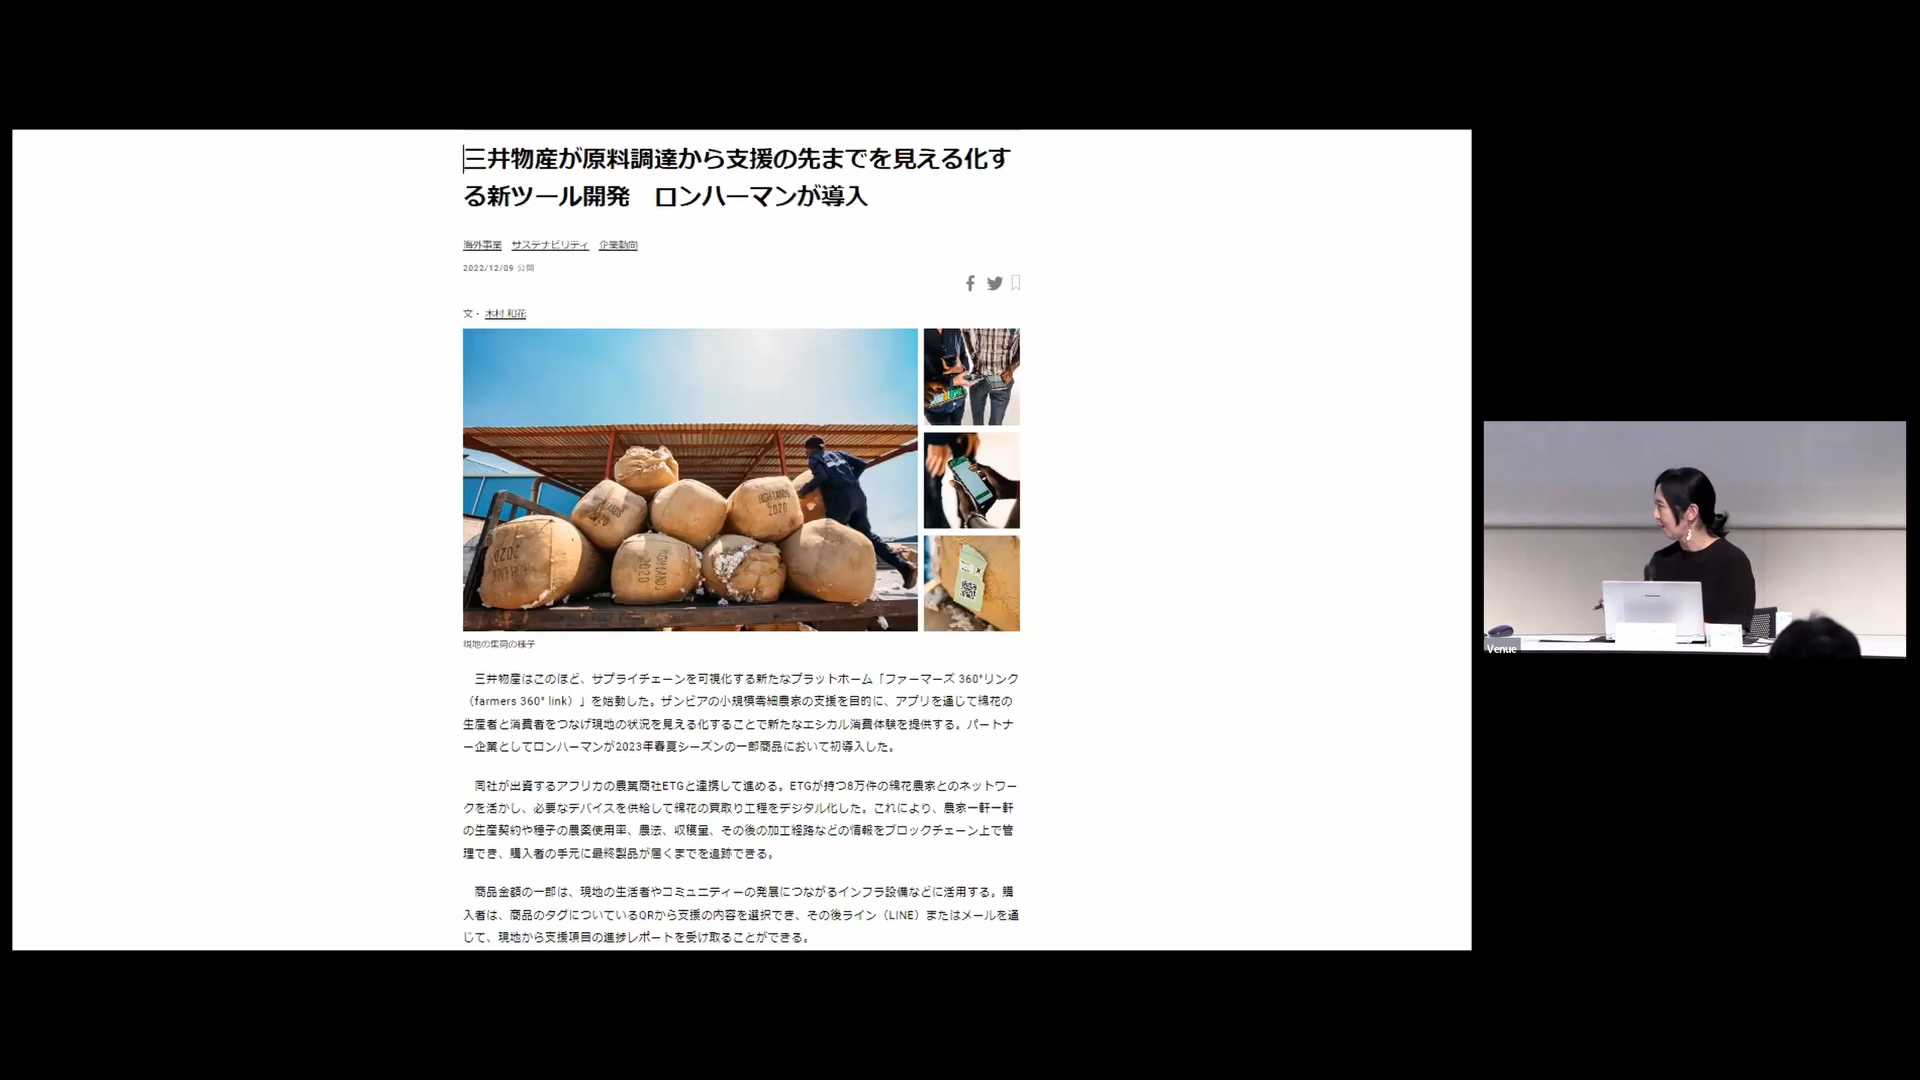 三井物産が原料調達から支援の先までを見える化す
る新ツール開発　ロンハーマンが導入
海外事業　サステナビリティ　企業動向
2022/12/09 公開
文・木村 和花
HIGHLANDS
2020
2020
2020
HIGHLANDS
現地の集荷の様子
三井物産はこのほど、サプライチェーンを可視化する新たなプラットホーム「ファーマーズ 360°リンク
（farmers 360° link）」を始動した。ザンビアの小規模零細農家の支援を目的に、アプリを通じて綿花の
生産者と消費者をつなげ現地の状況を見える化することで新たなエシカル消費体験を提供する。パートナ
ー企業としてロンハーマンが2023年春夏シーズンの一部商品において初導入した。
同社が出資するアフリカの農業商社ETGと連携して進める。ETGが持つ8万件の綿花農家とのネットワー
クを活かし、必要なデバイスを供給して綿花の買取り工程をデジタル化した。これにより、農家一軒一軒
の生産契約や種子の農薬使用率、農法、収穫量、その後の加工経路などの情報をブロックチェーン上で管
理でき、購入者の手元に最終製品が届くまでを追跡できる。
商品金額の一部は、現地の生活者やコミュニティーの発展につながるインフラ設備などに活用する。購
入者は、商品のタグについているQRから支援の内容を選択でき、その後ライン（LINE）またはメールを通
じて、現地から支援項目の進捗レポートを受け取ることができる。
Venue